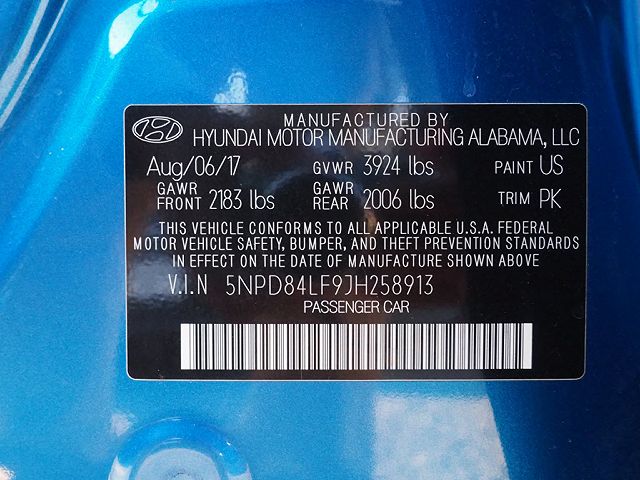 MANUFACTURED BY
HYUNDAI MOTOR MANUFACTURING ALABAMA, LLC
Aug/06/17 GVWR 3924 lbs PAINT US
GAWR FRONT 2183 lbs GAWR REAR 2006 lbs TRIM PK
THIS VEHICLE CONFORMS TO ALL APPLICABLE U.S.A. FEDERAL
MOTOR VEHICLE SAFETY, BUMPER, AND THEFT PREVENTION STANDARDS
IN EFFECT ON THE DATE OF MANUFACTURE SHOWN ABOVE
V.I.N 5NPD84LF9JH258913
PASSENGER CAR